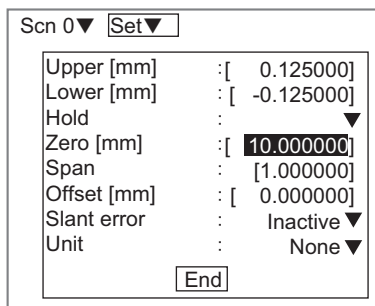 Scn 0▼ Set▼
Upper [mm] :[ 0.125000]
Lower [mm] :[ -0.125000]
Hold : ▼
Zero [mm] :[ 10.000000]
Span : [1.000000]
Offset [mm] :[ 0.000000]
Slant error : Inactive▼
Unit : None▼
End